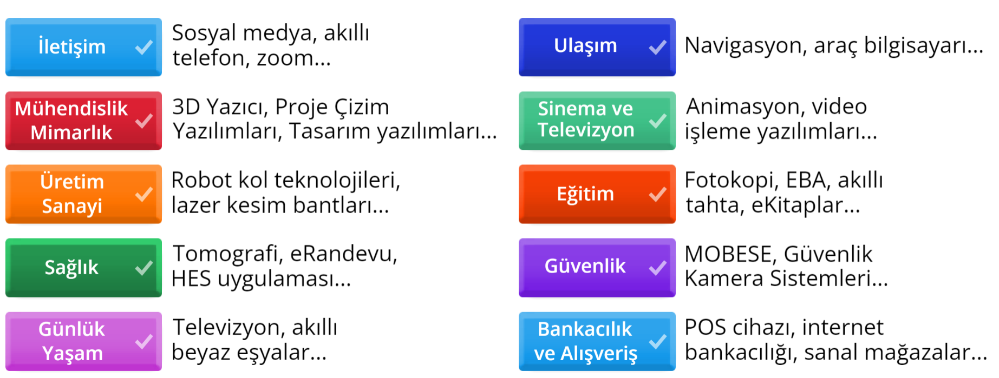 İletişim
Sosyal medya, akıllı
telefon, zoom...
Mühendislik
Mimarlık
3D Yazıcı, Proje Çizim
Yazılımları, Tasarım yazılımları...
Üretim
Sanayi
Robot kol teknolojileri,
lazer kesim bantları...
Sağlık
Tomografi, eRandevu,
HES uygulaması...
Günlük
Yaşam
Televizyon, akıllı
beyaz eşyalar...
Ulaşım
Navigasyon, araç bilgisayarı...
Sinema ve
Televizyon
Animasyon, video
işleme yazılımları...
Eğitim
Fotokopi, EBA, akıllı
tahta, eKitaplar...
Güvenlik
MOBESE, Güvenlik
Kamera Sistemleri...
Bankacılık
ve Alışveriş
POS cihazı, internet
bankacılığı, sanal mağazalar...